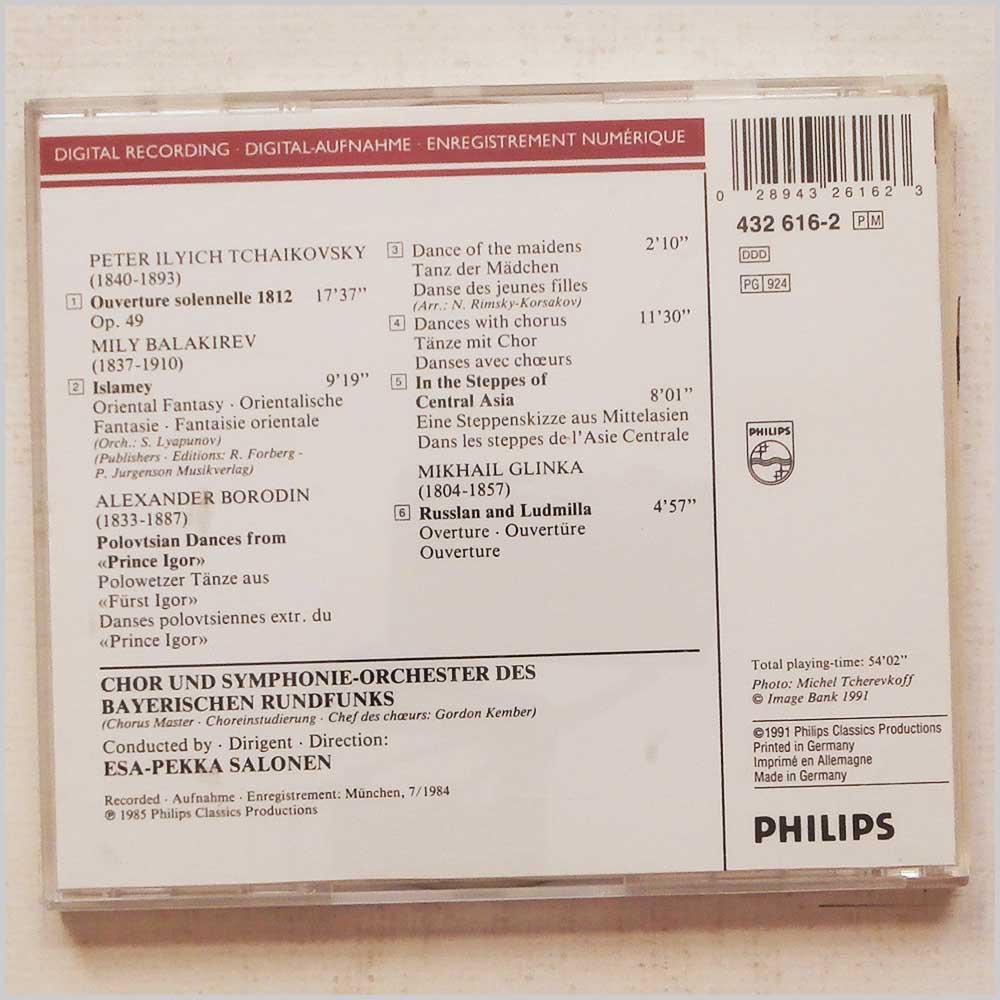 DIGITAL RECORDING · DIGITAL-AUFNAHME · ENREGISTREMENT NUMÉRIQUE
PETER ILYICH TCHAIKOVSKY
(1840-1893)
1 Ouverture solennelle 1812 17’37”
Op. 49
MILY BALAKIREV
(1837-1910)
2 Islamey 9’19”
Oriental Fantasy · Orientalische
Fantasie · Fantaisie orientale
(Orch.: S. Lyapunov)
(Publishers · Editions: R. Forberg -
P. Jurgenson Musikverlag)
ALEXANDER BORODIN
(1833-1887)
Polovtsian Dances from
«Prince Igor»
Polowetzer Tänze aus
«Fürst Igor»
Danses polovtsiennes extr. du
«Prince Igor»
3 Dance of the maidens 2’10”
Tanz der Mädchen
Danse des jeunes filles
(Arr.: N. Rimsky-Korsakov)
4 Dances with chorus 11’30”
Tänze mit Chor
Danses avec chœurs
5 In the Steppes of
Central Asia 8’01”
Eine Steppenskizze aus Mittelasien
Dans les steppes de l’Asie Centrale
MIKHAIL GLINKA
(1804-1857)
6 Russlan and Ludmilla 4’57”
Overture · Ouvertüre
Ouverture
CHOR UND SYMPHONIE-ORCHESTER DES
BAYERISCHEN RUNDFUNKS
(Chorus Master · Choreinstudierung · Chef des chœurs: Gordon Kember)
Conducted by · Dirigent · Direction:
ESA-PEKKA SALONEN
Recorded · Aufnahme · Enregistrement: München, 7/1984
℗ 1985 Philips Classics Productions
0 28943 26162 3
432 616-2 PM
DDD
PG 924
PHILIPS
Total playing-time: 54’02”
Photo: Michel Tcherevkoff
© Image Bank 1991
©1991 Philips Classics Productions
Printed in Germany
Imprimé en Allemagne
Made in Germany
PHILIPS